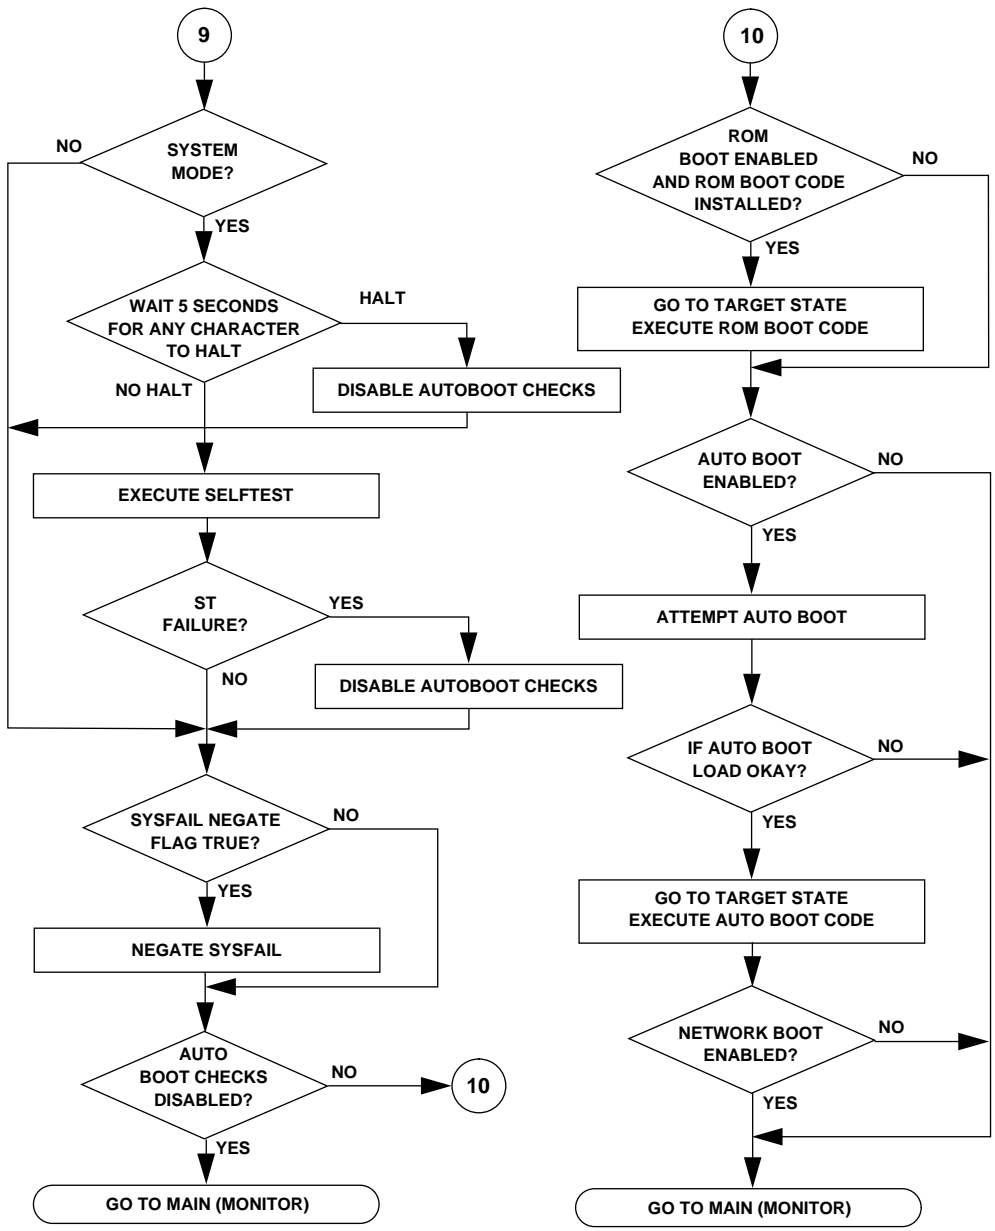 9
SYSTEM
MODE?
NO
YES
WAIT 5 SECONDS
FOR ANY CHARACTER
TO HALT
HALT
NO HALT
DISABLE AUTOBOOT CHECKS
EXECUTE SELFTEST
ST
FAILURE?
YES
NO
DISABLE AUTOBOOT CHECKS
SYSFAIL NEGATE
FLAG TRUE?
NO
YES
NEGATE SYSFAIL
AUTO
BOOT CHECKS
DISABLED?
NO
10
YES
GO TO MAIN (MONITOR)
10
ROM
BOOT ENABLED
AND ROM BOOT CODE
INSTALLED?
NO
YES
GO TO TARGET STATE
EXECUTE ROM BOOT CODE
AUTO BOOT
ENABLED?
NO
YES
ATTEMPT AUTO BOOT
IF AUTO BOOT
LOAD OKAY?
NO
YES
GO TO TARGET STATE
EXECUTE AUTO BOOT CODE
NETWORK BOOT
ENABLED?
NO
YES
GO TO MAIN (MONITOR)